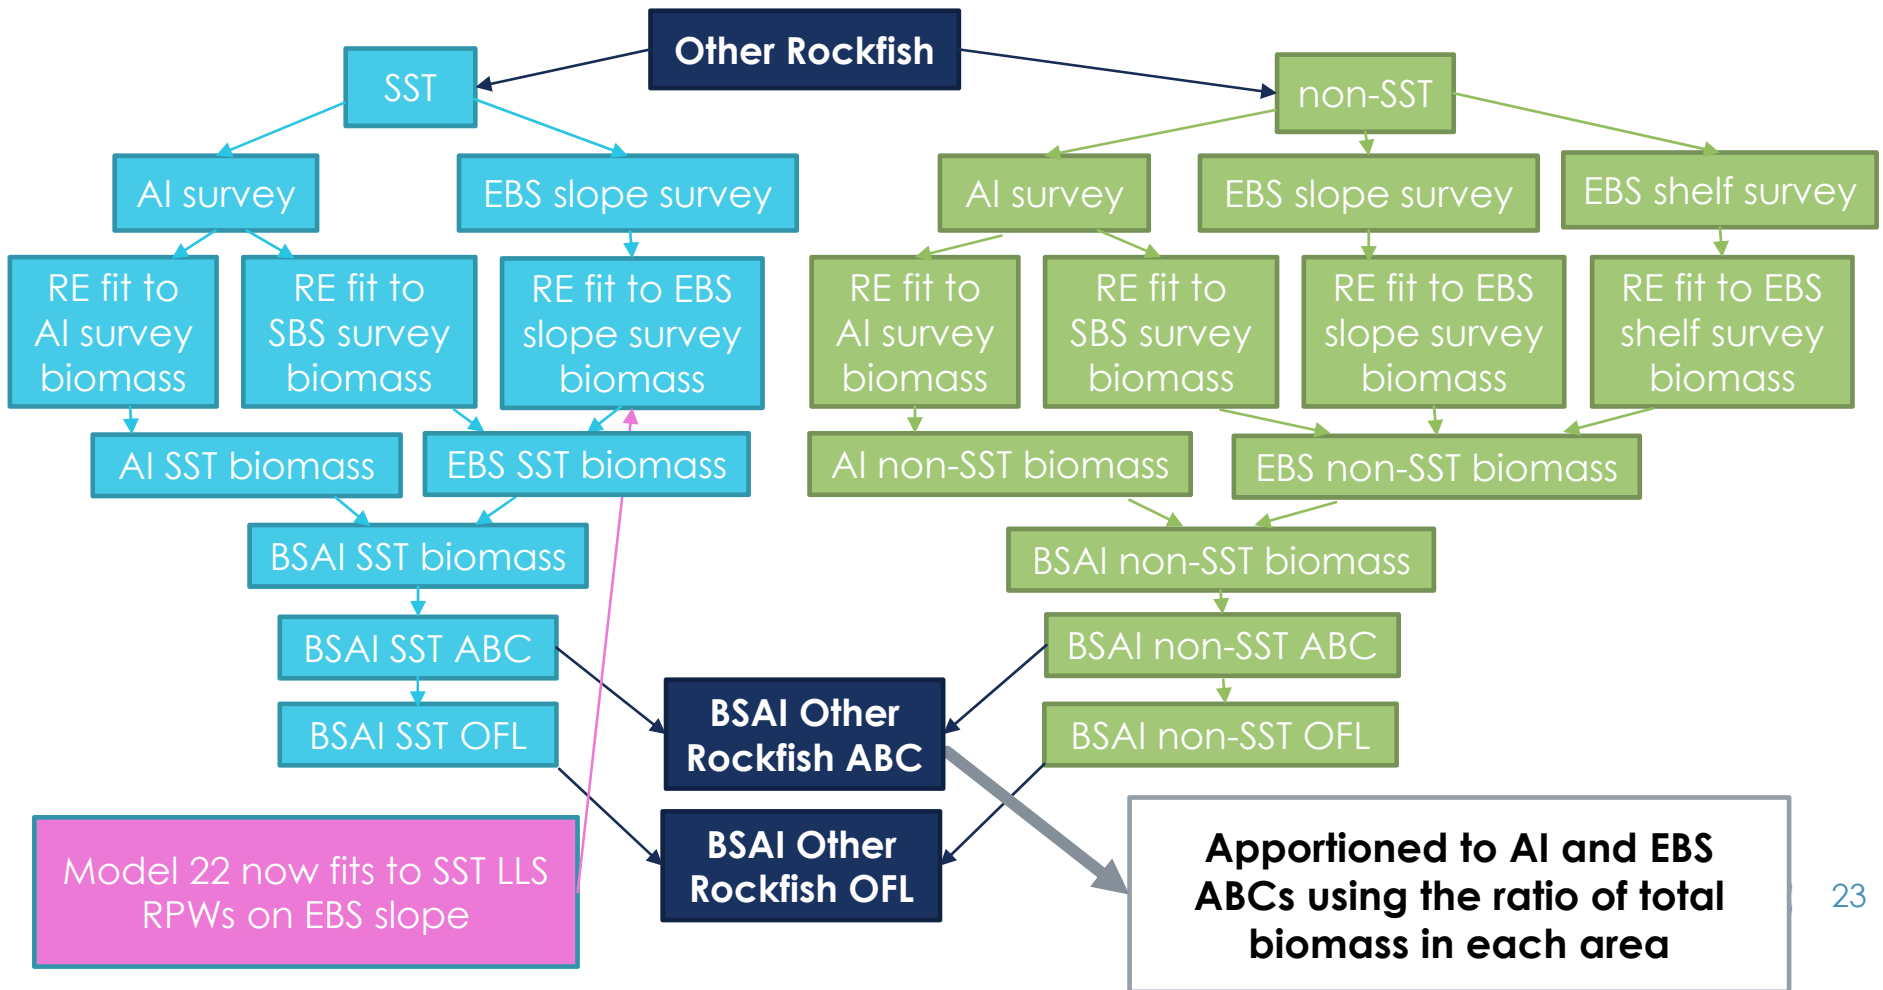 Other Rockfish
SST
non-SST
AI survey
EBS slope survey
AI survey
EBS slope survey
EBS shelf survey
RE fit to
AI survey
biomass
RE fit to
SBS survey
biomass
RE fit to EBS
slope survey
biomass
RE fit to
AI survey
biomass
RE fit to
SBS survey
biomass
RE fit to EBS
slope survey
biomass
RE fit to EBS
shelf survey
biomass
AI SST biomass
EBS SST biomass
AI non-SST biomass
EBS non-SST biomass
BSAI SST biomass
BSAI non-SST biomass
BSAI SST ABC
BSAI non-SST ABC
BSAI SST OFL
BSAI Other
Rockfish ABC
BSAI non-SST OFL
Model 22 now fits to SST LLS
RPWs on EBS slope
BSAI Other
Rockfish OFL
Apportioned to AI and EBS
ABCs using the ratio of total
biomass in each area
23